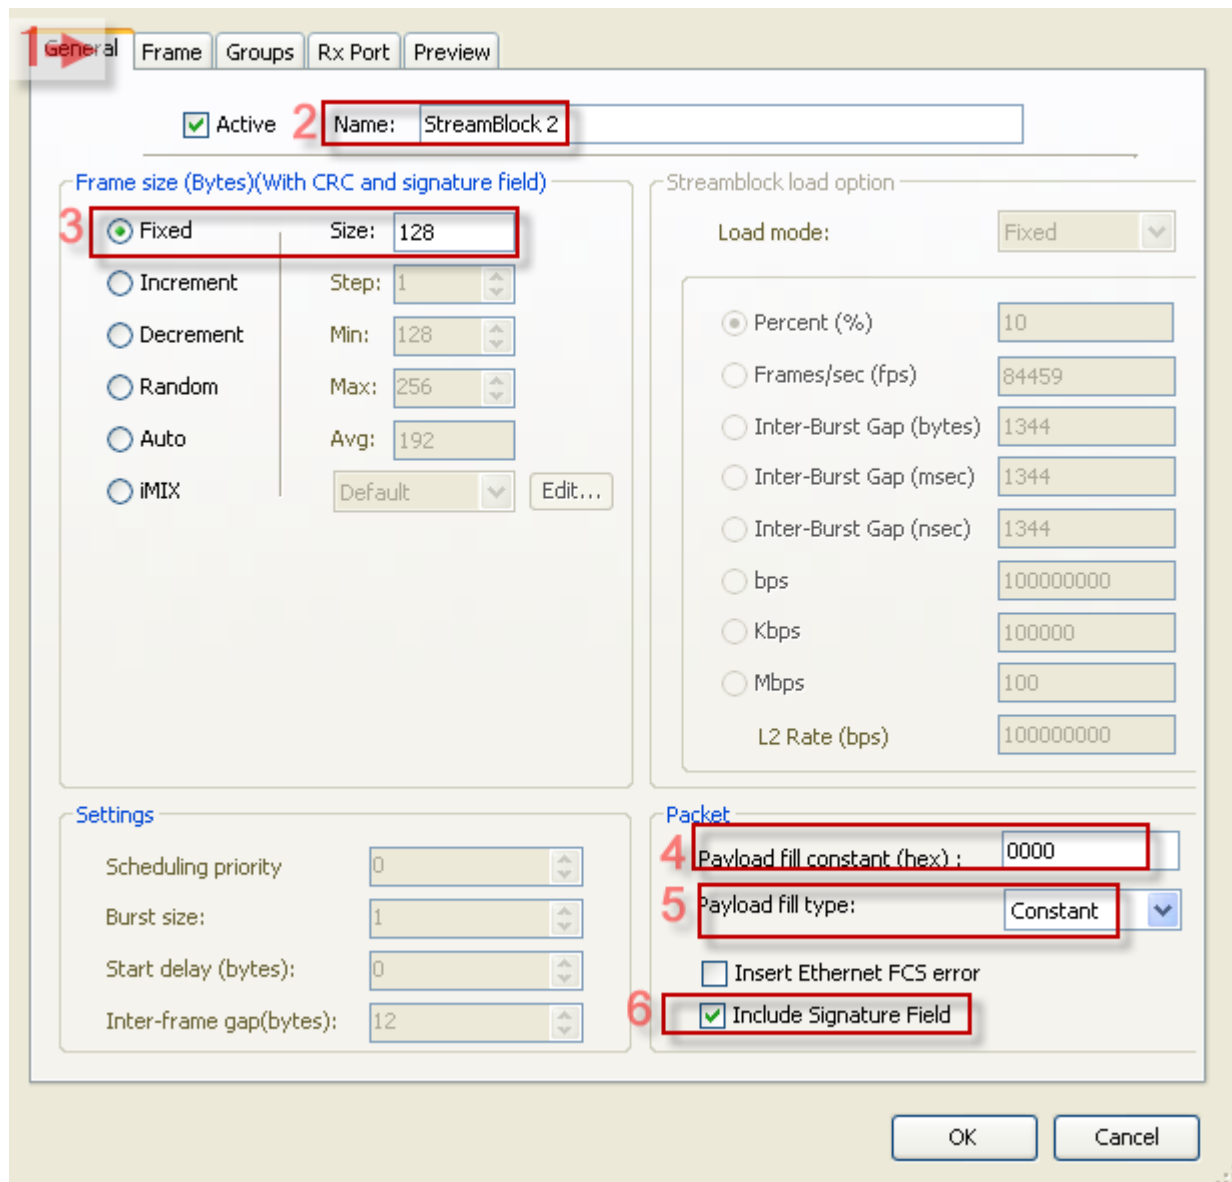 1 General Frame Groups Rx Port Preview
Active 2 Name: StreamBlock 2
Frame size (Bytes)(With CRC and signature field)
3 Fixed Size: 128
Increment Step: 1
Decrement Min: 128
Random Max: 256
Auto Avg: 192
iMIX Default Edit...
Streamblock load option
Load mode: Fixed
Percent (%) 10
Frames/sec (fps) 84459
Inter-Burst Gap (bytes) 1344
Inter-Burst Gap (msec) 1344
Inter-Burst Gap (nsec) 1344
bps 100000000
Kbps 100000
Mbps 100
L2 Rate (bps) 100000000
Settings
Scheduling priority 0
Burst size: 1
Start delay (bytes): 0
Inter-frame gap(bytes): 12
Packet
4 Payload fill constant (hex) : 0000
5 Payload fill type: Constant
Insert Ethernet FCS error
6 Include Signature Field
OK Cancel